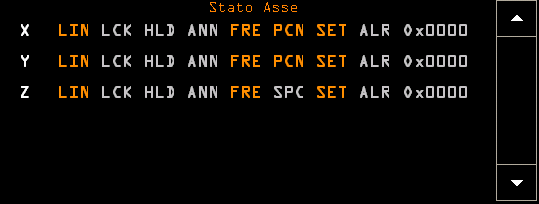 Stato Asse
X LIN LCK HLD ANN FRE PCN SET ALR 0x0000
Y LIN LCK HLD ANN FRE PCN SET ALR 0x0000
Z LIN LCK HLD ANN FRE SPC SET ALR 0x0000